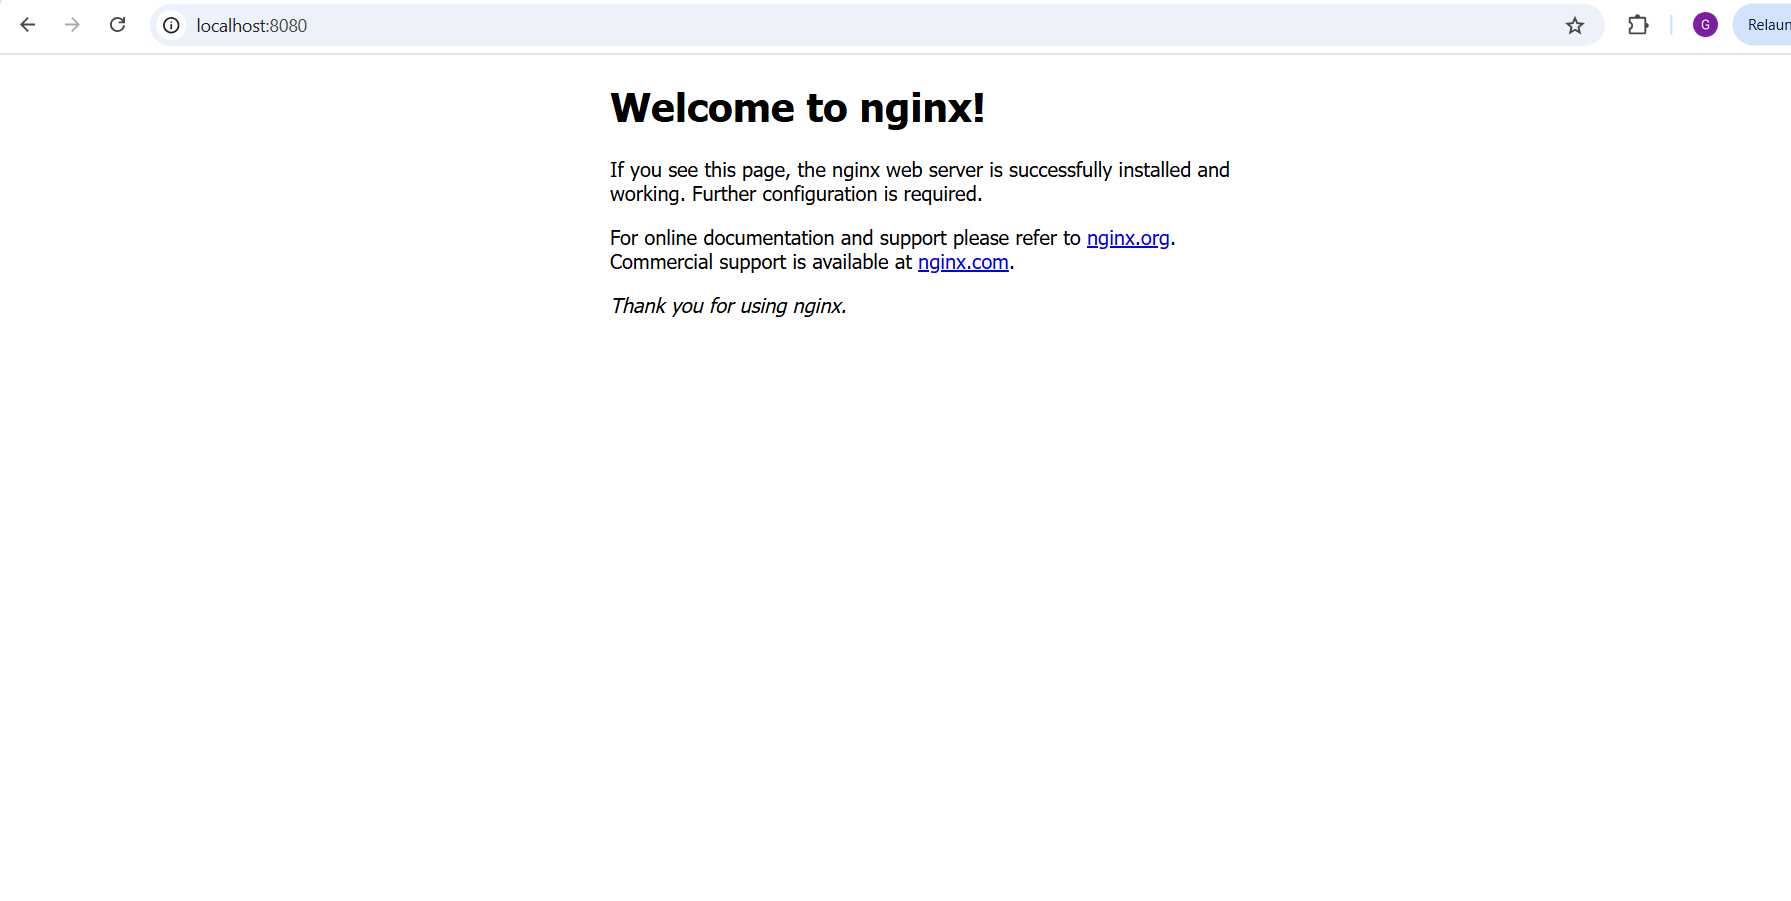 localhost:8080
G
Relaun
Welcome to nginx!
If you see this page, the nginx web server is successfully installed and
working. Further configuration is required.
For online documentation and support please refer to nginx.org.
Commercial support is available at nginx.com.
Thank you for using nginx.